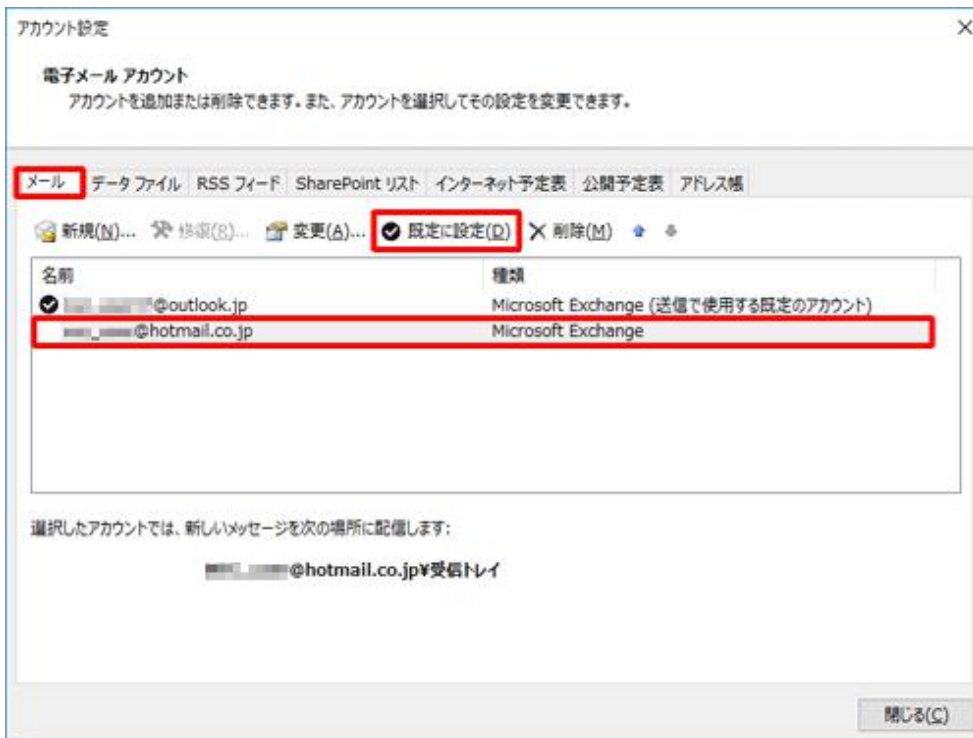 アカウント設定
電子メール アカウント
アカウントを追加または削除できます。また、アカウントを選択してその設定を変更できます。
メール データ ファイル RSS フィード SharePoint リスト インターネット予定表 公開予定表 アドレス帳
新規(N)... 修復(R)... 変更(A)... 既定に設定(D) 削除(M)
名前 種類
@outlook.jp Microsoft Exchange (送信で使用する既定のアカウント)
@hotmail.co.jp Microsoft Exchange
選択したアカウントでは、新しいメッセージを次の場所に配信します:
@hotmail.co.jp¥受信トレイ
閉じる(C)